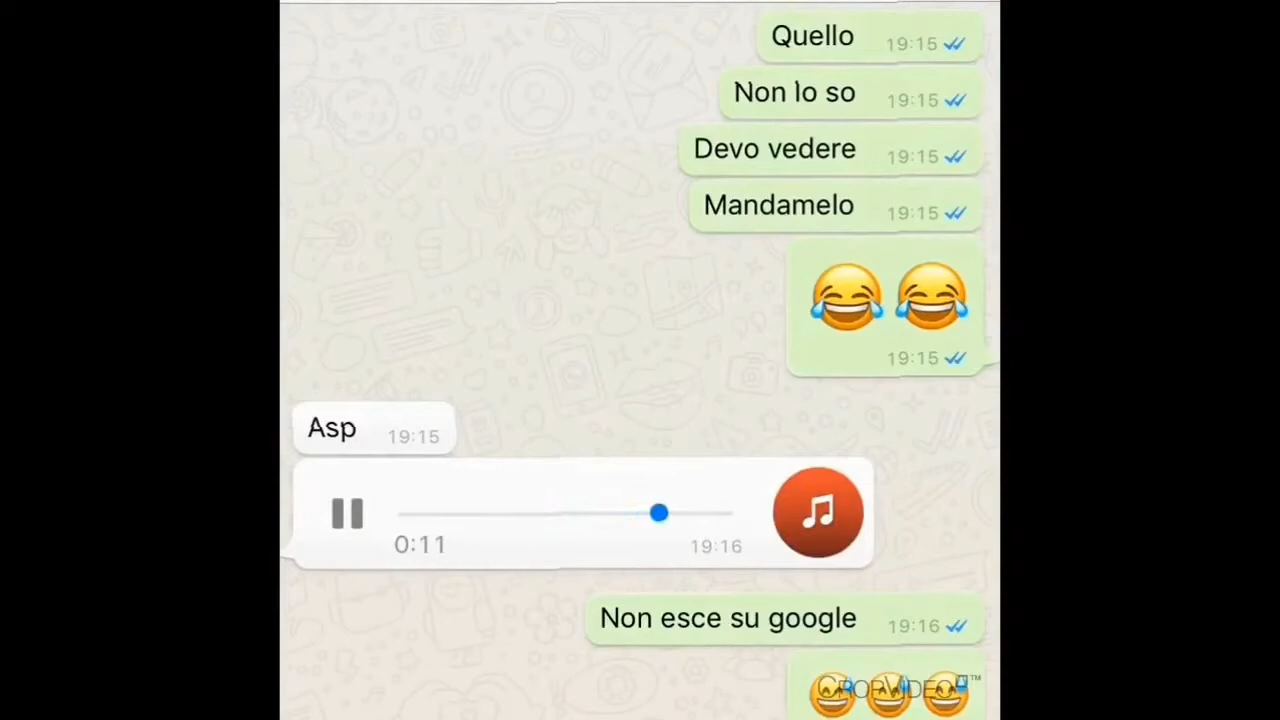 Quello 19:15
Non lo so 19:15
Devo vedere 19:15
Mandamelo 19:15
😂😂
19:15
Asp 19:15
0:11 19:16
Non esce su google 19:16
CROPVIDEO™